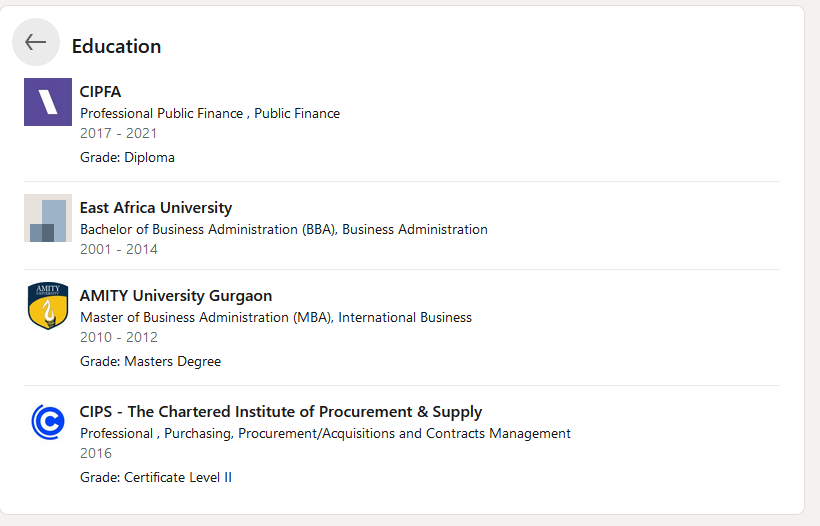 Education
CIPFA
Professional Public Finance , Public Finance
2017 - 2021
Grade: Diploma
East Africa University
Bachelor of Business Administration (BBA), Business Administration
2001 - 2014
AMITY
UNIVERSITY
AMITY University Gurgaon
Master of Business Administration (MBA), International Business
2010 - 2012
Grade: Masters Degree
CIPS - The Chartered Institute of Procurement & Supply
Professional , Purchasing, Procurement/Acquisitions and Contracts Management
2016
Grade: Certificate Level II